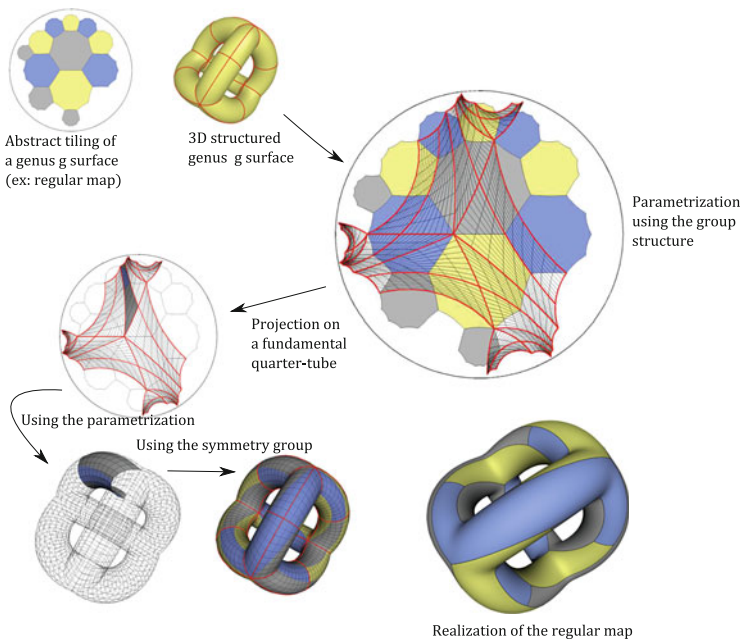 Abstract tiling of
a genus g surface
(ex: regular map)
3D structured
genus g surface
Parametrization
using the group
structure
Projection on
a fundamental
quarter-tube
Using the parametrization
Using the symmetry group
Realization of the regular map